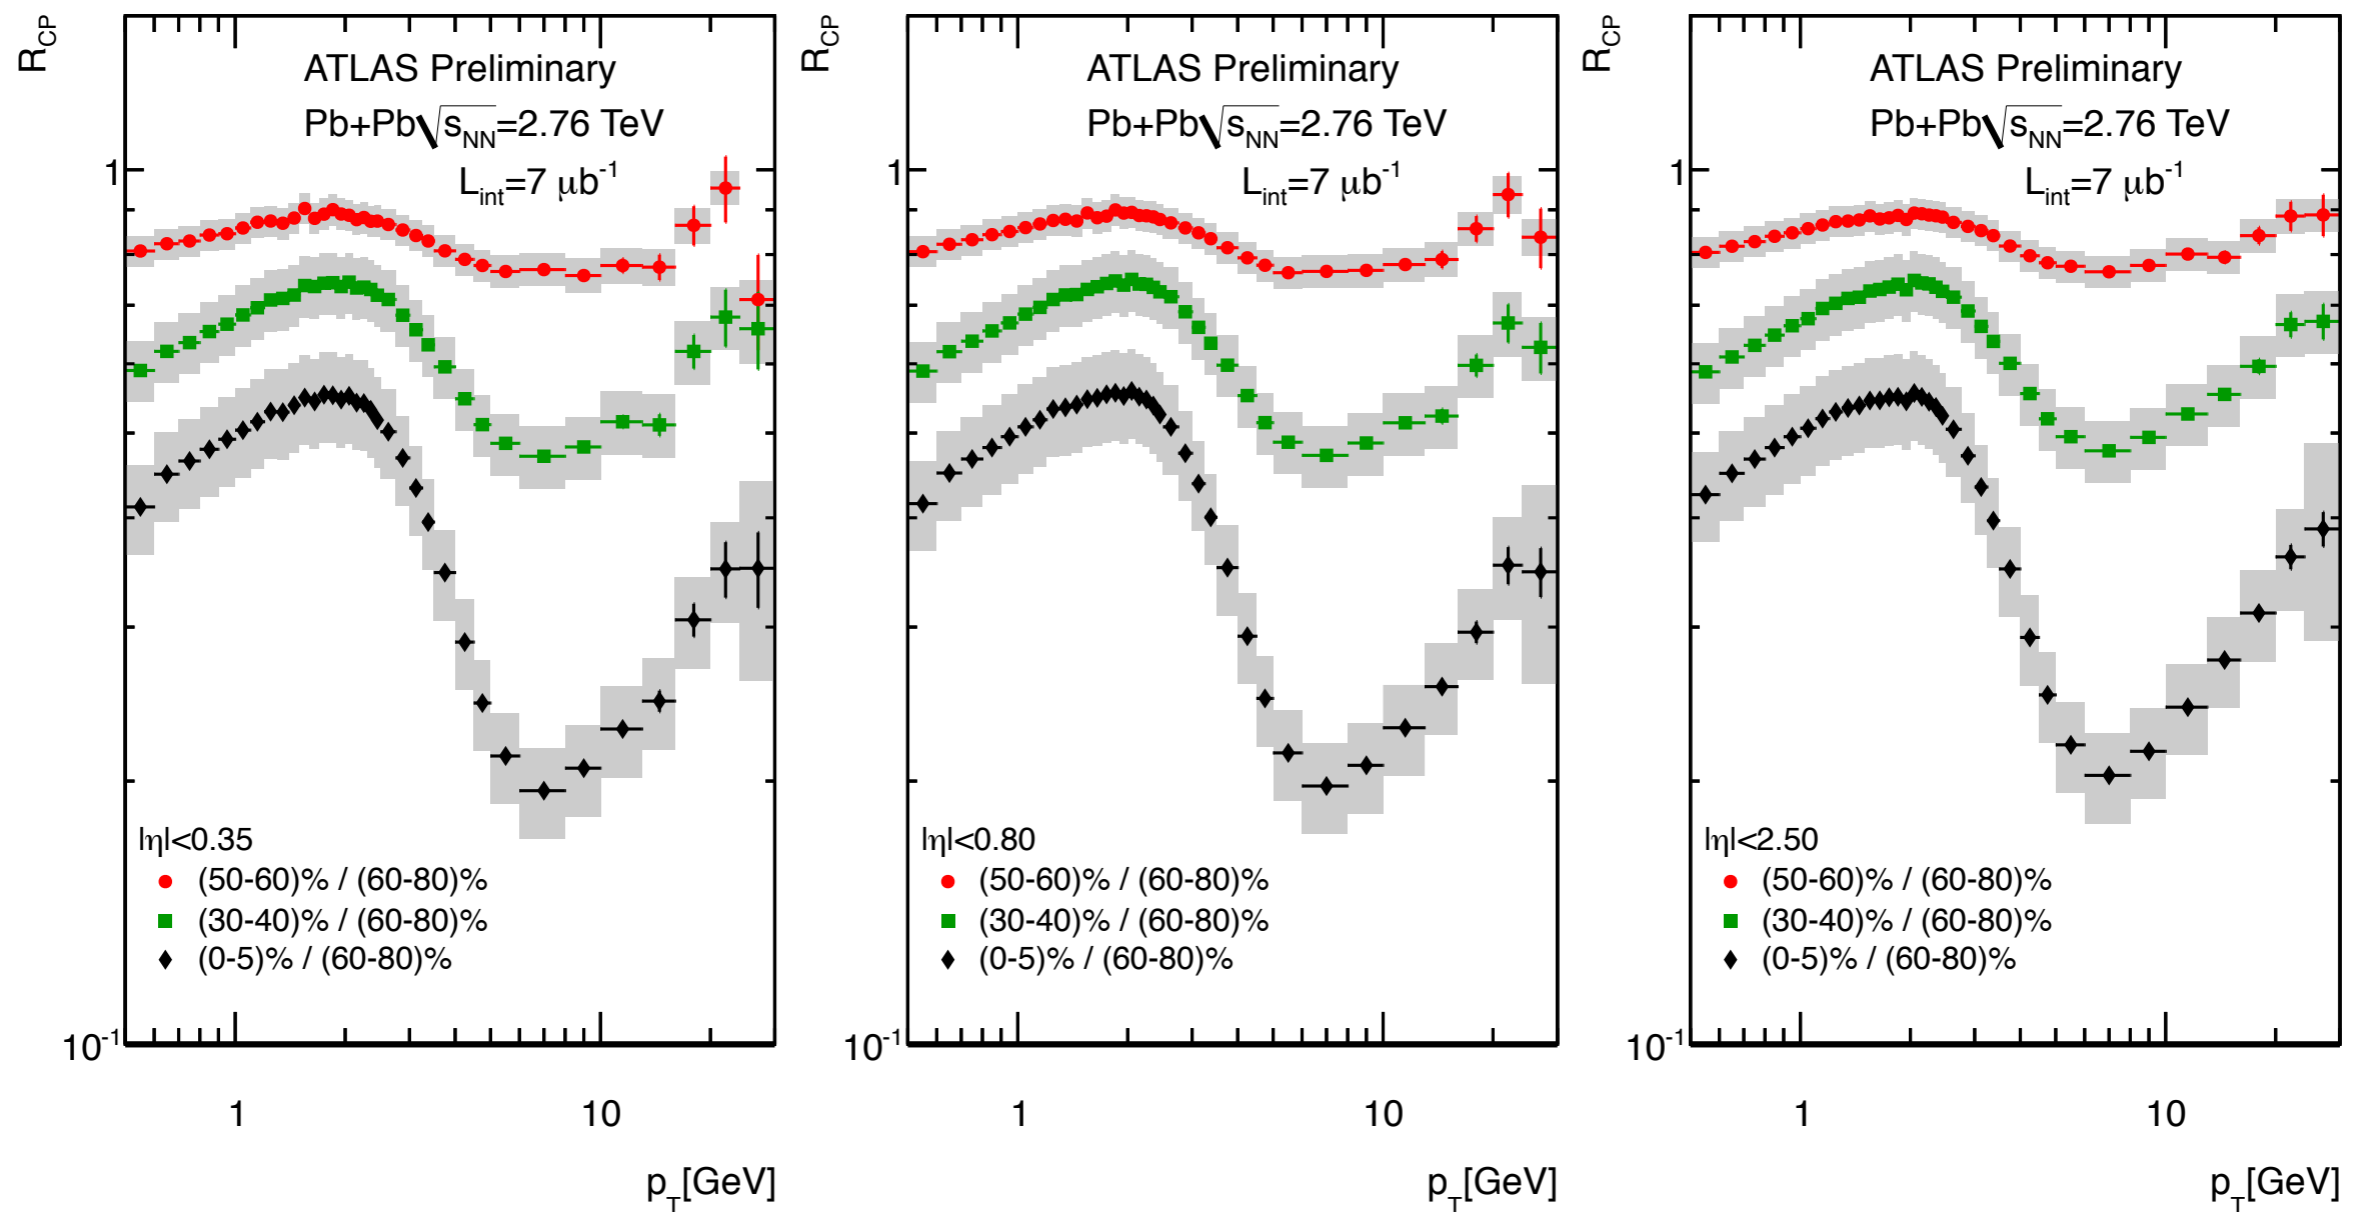 R_CP
ATLAS Preliminary
Pb+Pb√s_NN=2.76 TeV
L_int=7 μb^-1
1
10^-1
|η|<0.35
(50-60)% / (60-80)%
(30-40)% / (60-80)%
(0-5)% / (60-80)%
1 10
p_T[GeV]
R_CP
ATLAS Preliminary
Pb+Pb√s_NN=2.76 TeV
L_int=7 μb^-1
1
10^-1
|η|<0.80
(50-60)% / (60-80)%
(30-40)% / (60-80)%
(0-5)% / (60-80)%
1 10
p_T[GeV]
R_CP
ATLAS Preliminary
Pb+Pb√s_NN=2.76 TeV
L_int=7 μb^-1
1
10^-1
|η|<2.50
(50-60)% / (60-80)%
(30-40)% / (60-80)%
(0-5)% / (60-80)%
1 10
p_T[GeV]